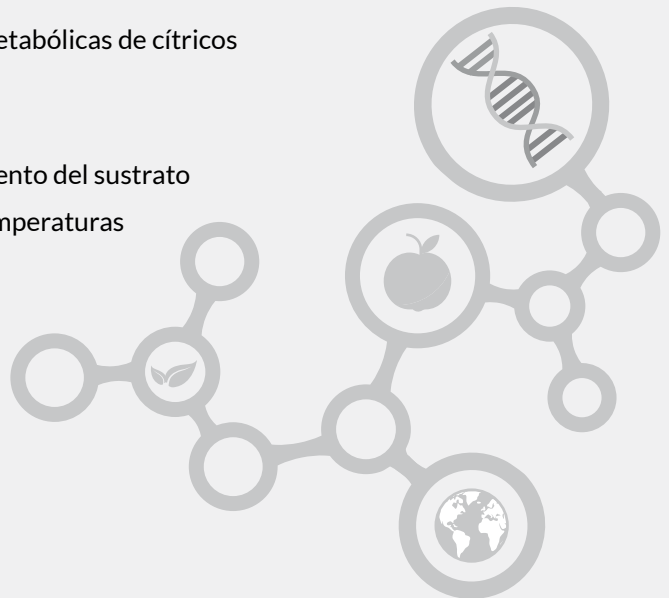 etabólicas de cítricos
ento del sustrato
mperaturas